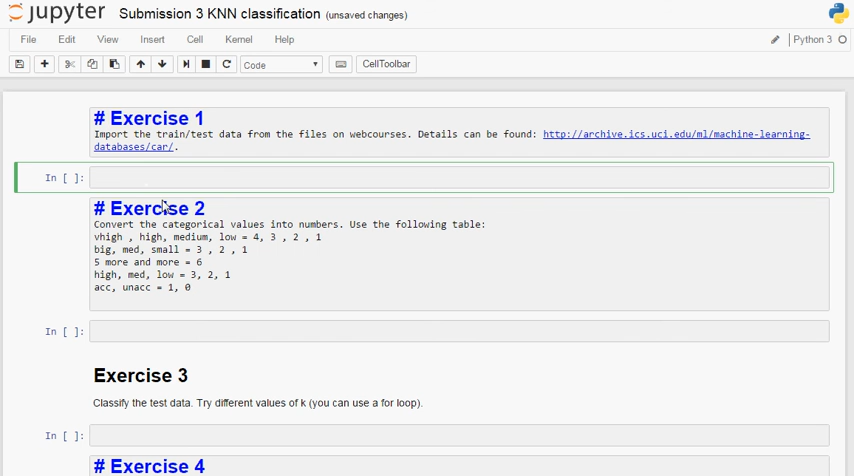 jupyter Submission 3 KNN classification (unsaved changes)
File Edit View Insert Cell Kernel Help Python 3
Code CellToolbar
# Exercise 1
Import the train/test data from the files on webcourses. Details can be found: http://archive.ics.uci.edu/ml/machine-learning-
databases/car/.
In [ ]:
# Exercise 2
Convert the categorical values into numbers. Use the following table:
vhigh , high, medium, low = 4, 3 , 2 , 1
big, med, small = 3 , 2 , 1
5 more and more = 6
high, med, low = 3, 2, 1
acc, unacc = 1, 0
In [ ]:
Exercise 3
Classify the test data. Try different values of k (you can use a for loop).
In [ ]:
# Exercise 4